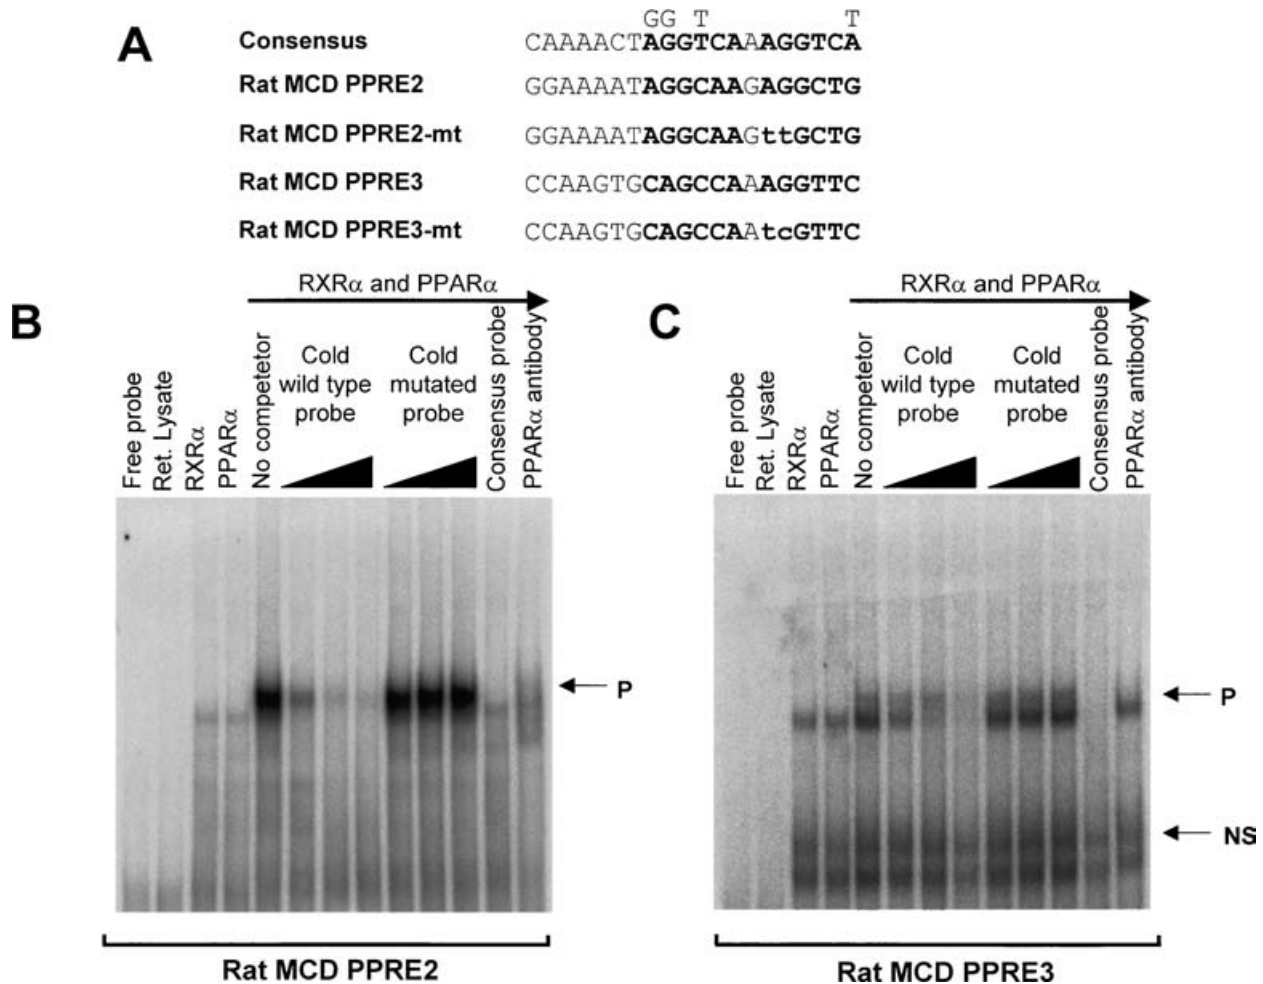 A
GG T T
Consensus CAAAACTAGGTCAAAGGTCA
Rat MCD PPRE2 GGAAAATAGGCAAGAGGCTG
Rat MCD PPRE2-mt GGAAAATAGGCAAGttGCTG
Rat MCD PPRE3 CCAAGTGCAGCCAAAGGTTC
Rat MCD PPRE3-mt CCAAGTGCAGCCAAtcGTTC
B
RXRα and PPARα
Free probe
Ret. Lysate
RXRα
PPARα
No competetor
Cold
wild type
probe
Cold
mutated
probe
Consensus probe
PPARα antibody
P
Rat MCD PPRE2
C
RXRα and PPARα
Free probe
Ret. Lysate
RXRα
PPARα
No competetor
Cold
wild type
probe
Cold
mutated
probe
Consensus probe
PPARα antibody
P
NS
Rat MCD PPRE3